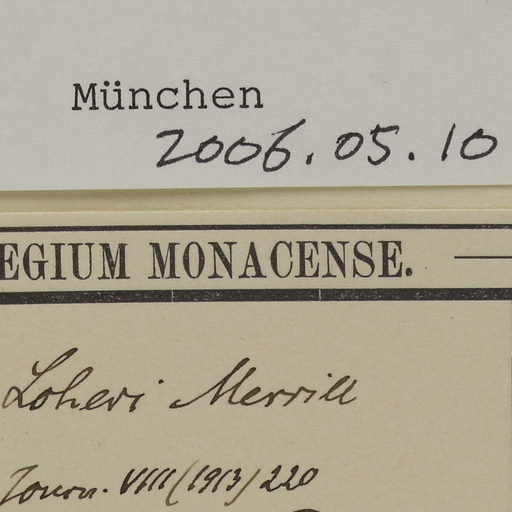 München
2006.05.10
EGIUM MONACENSE.
Loheri Merrill
Journ. VIII (1913) 220